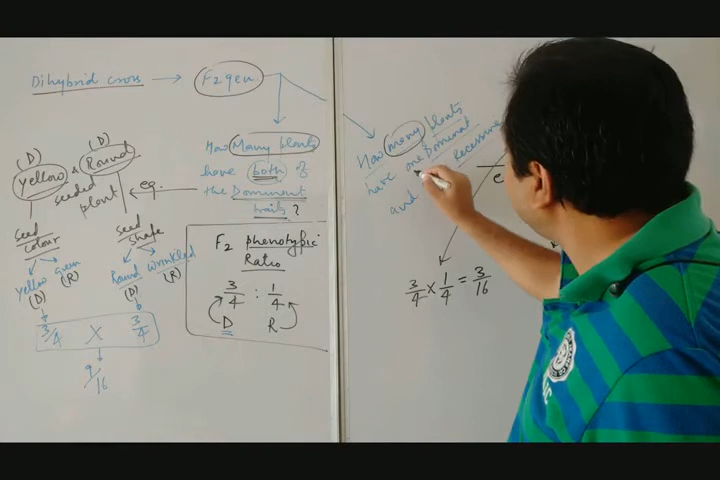 Dihybrid cross → F2 gen
(D)
(D)
Yellow & Round
seeded
plant
eg.
seed
colour
seed
shape
Yellow
Green
(D)
(R)
Round
Wrinkled
(D)
(R)
3/4 X 3/4
9/16
How Many plants
have both of
the Dominant
traits ?
F2 phenotypic
Ratio
3/4 : 1/4
D R
How many plants
have one Dominant
and Recessive
e
3/4 × 1/4 = 3/16